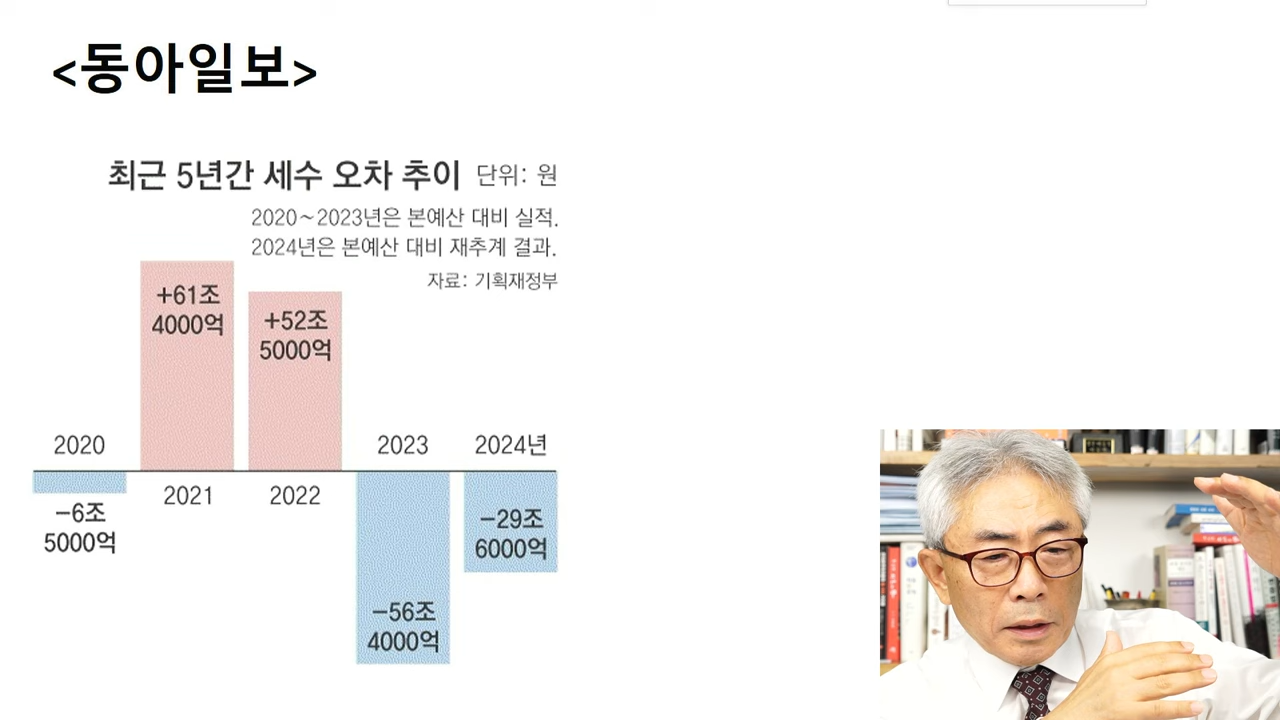 <동아일보>
최근 5년간 세수 오차 추이 단위: 원
2020~2023년은 본예산 대비 실적.
2024년은 본예산 대비 재추계 결과.
자료: 기획재정부
+61조
4000억
+52조
5000억
2020
2023
2024년
2021
2022
-6조
5000억
-29조
6000억
-56조
4000억